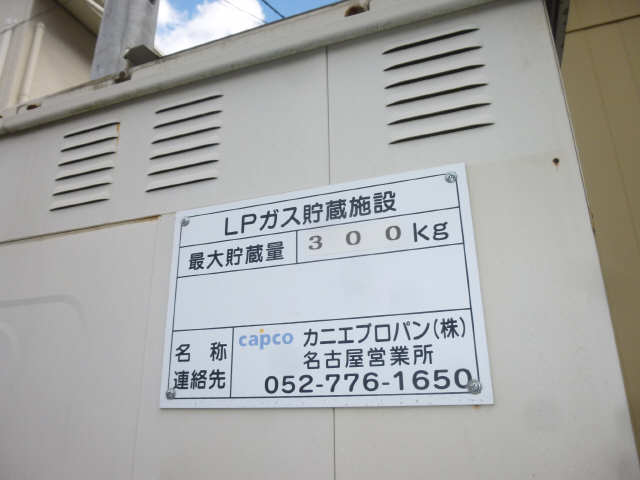 LPガス貯蔵施設
最大貯蔵量 300kg
名称 capco カニエプロパン(株)
名古屋営業所
連絡先 052-776-1650